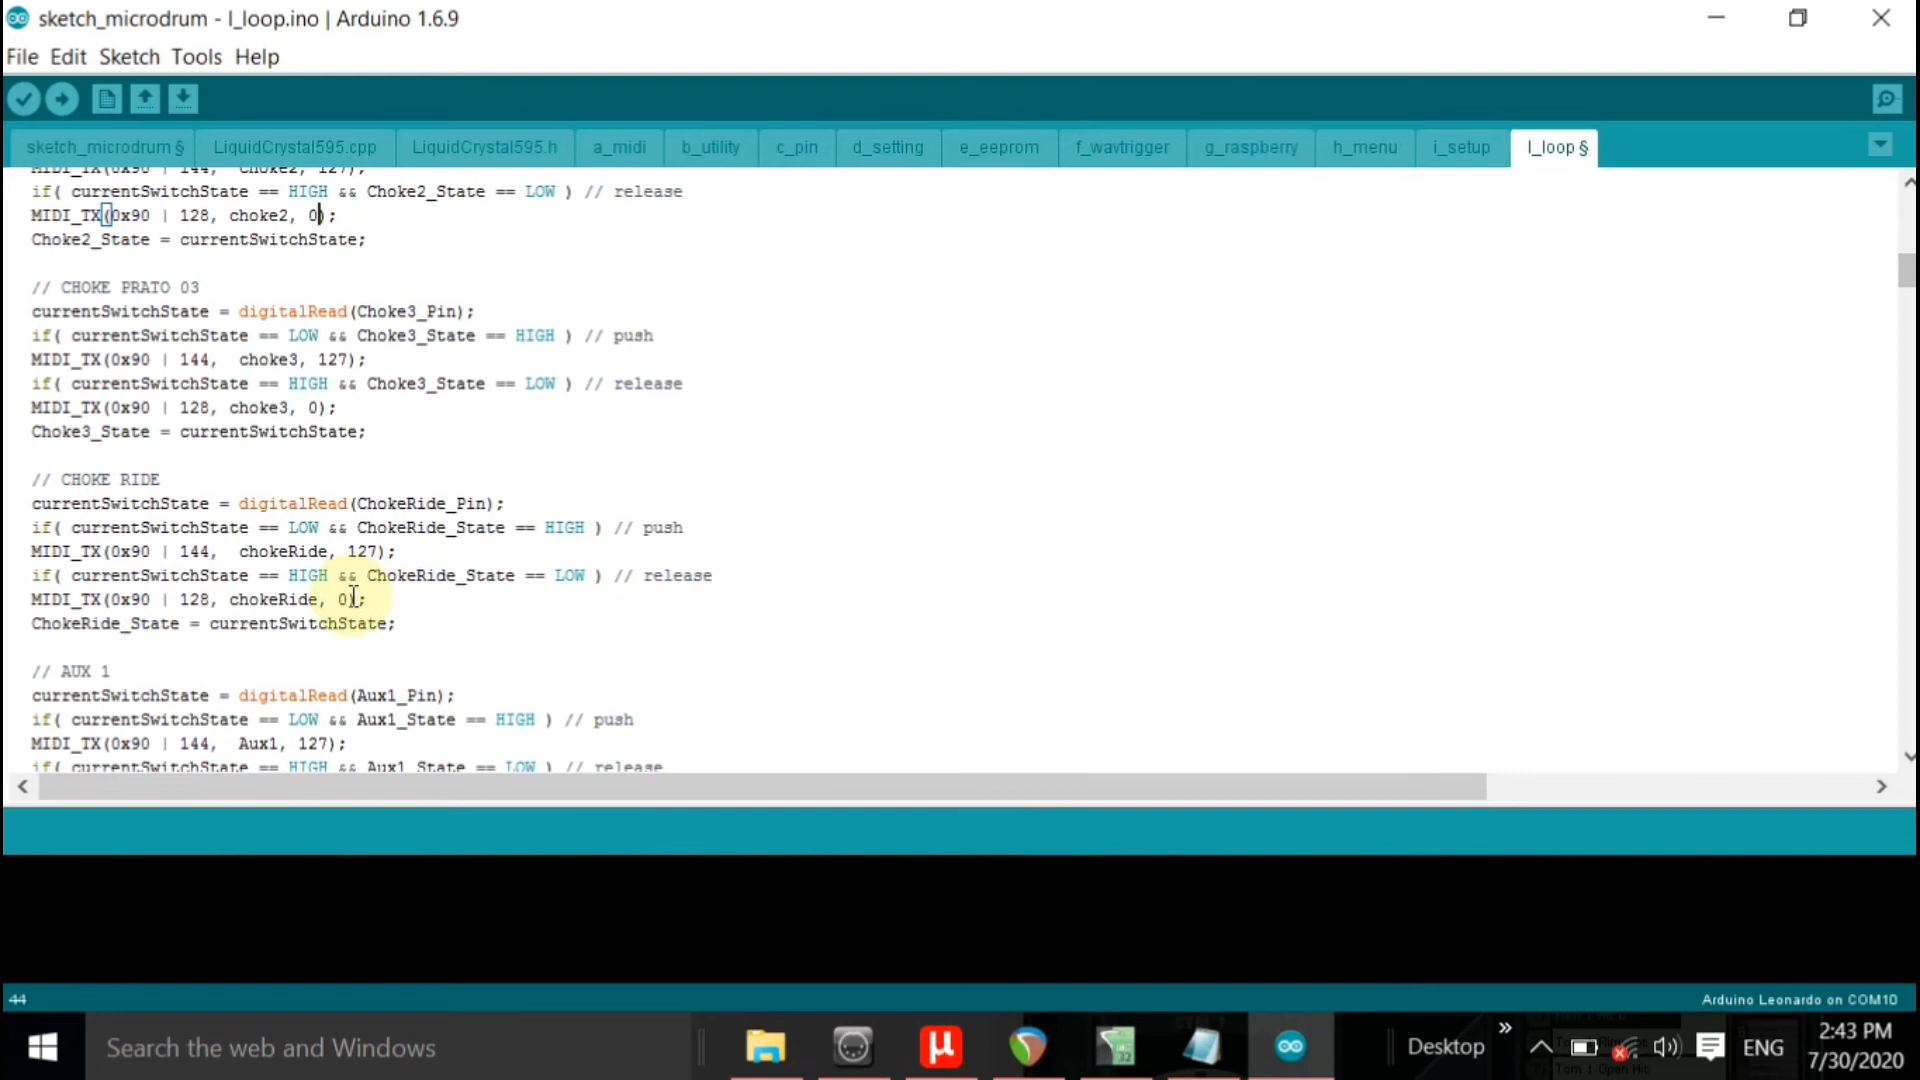 sketch_microdrum - l_loop.ino | Arduino 1.6.9
File Edit Sketch Tools Help
sketch_microdrum § LiquidCrystal595.cpp LiquidCrystal595.h a_midi b_utility c_pin d_setting e_eeprom f_wavtrigger g_raspberry h_menu i_setup l_loop §
MIDI_TX(0x90 | 144,  choke2, 127);
if( currentSwitchState == HIGH && Choke2_State == LOW ) // release
MIDI_TX(0x90 | 128, choke2, 0);
Choke2_State = currentSwitchState;
// CHOKE PRATO 03
currentSwitchState = digitalRead(Choke3_Pin);
if( currentSwitchState == LOW && Choke3_State == HIGH ) // push
MIDI_TX(0x90 | 144,  choke3, 127);
if( currentSwitchState == HIGH && Choke3_State == LOW ) // release
MIDI_TX(0x90 | 128, choke3, 0);
Choke3_State = currentSwitchState;
// CHOKE RIDE
currentSwitchState = digitalRead(ChokeRide_Pin);
if( currentSwitchState == LOW && ChokeRide_State == HIGH ) // push
MIDI_TX(0x90 | 144,  chokeRide, 127);
if( currentSwitchState == HIGH && ChokeRide_State == LOW ) // release
MIDI_TX(0x90 | 128, chokeRide, 0);
ChokeRide_State = currentSwitchState;
// AUX 1
currentSwitchState = digitalRead(Aux1_Pin);
if( currentSwitchState == LOW && Aux1_State == HIGH ) // push
MIDI_TX(0x90 | 144,  Aux1, 127);
if( currentSwitchState == HIGH && Aux1_State == LOW ) // release
44
Arduino Leonardo on COM10
Search the web and Windows
Desktop
ENG
2:43 PM
7/30/2020
Tom 1 Open Hit